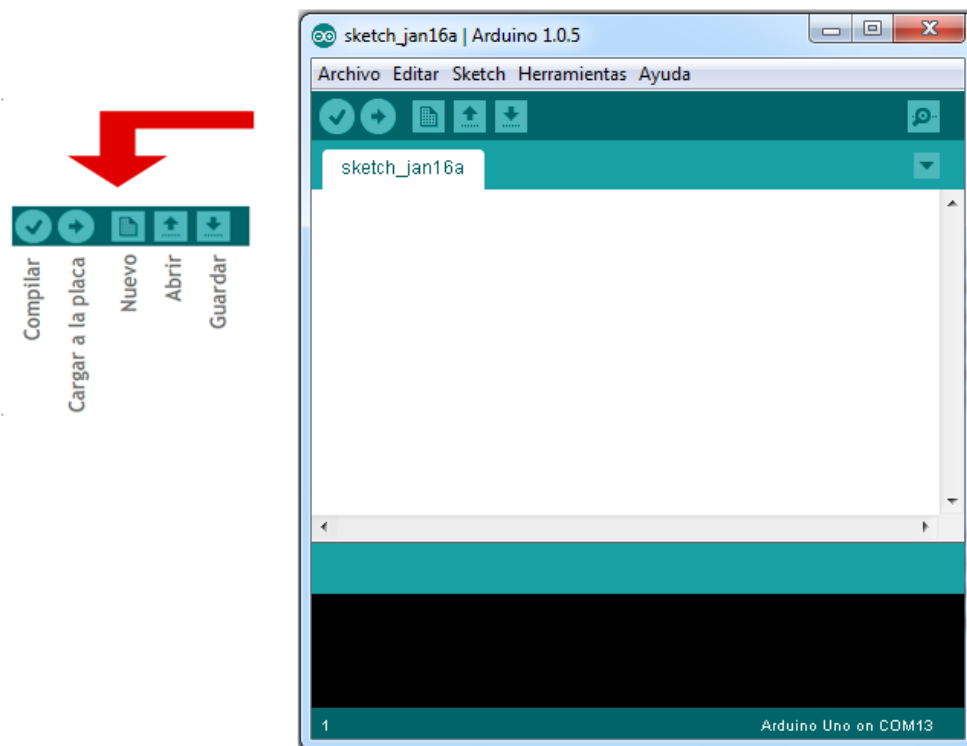 sketch_jan16a | Arduino 1.0.5
Archivo Editar Sketch Herramientas Ayuda
sketch_jan16a
Compilar
Cargar a la placa
Nuevo
Abrir
Guardar
1
Arduino Uno on COM13